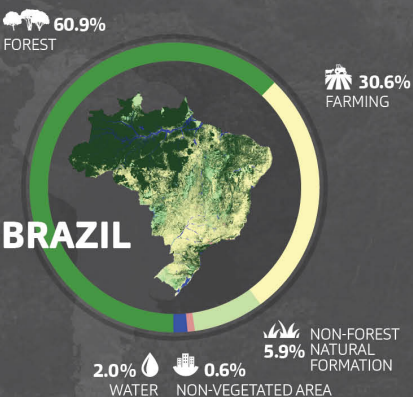 60.9%
FOREST
30.6%
FARMING
BRAZIL
NON-FOREST
5.9% NATURAL
FORMATION
2.0%
WATER
0.6%
NON-VEGETATED AREA